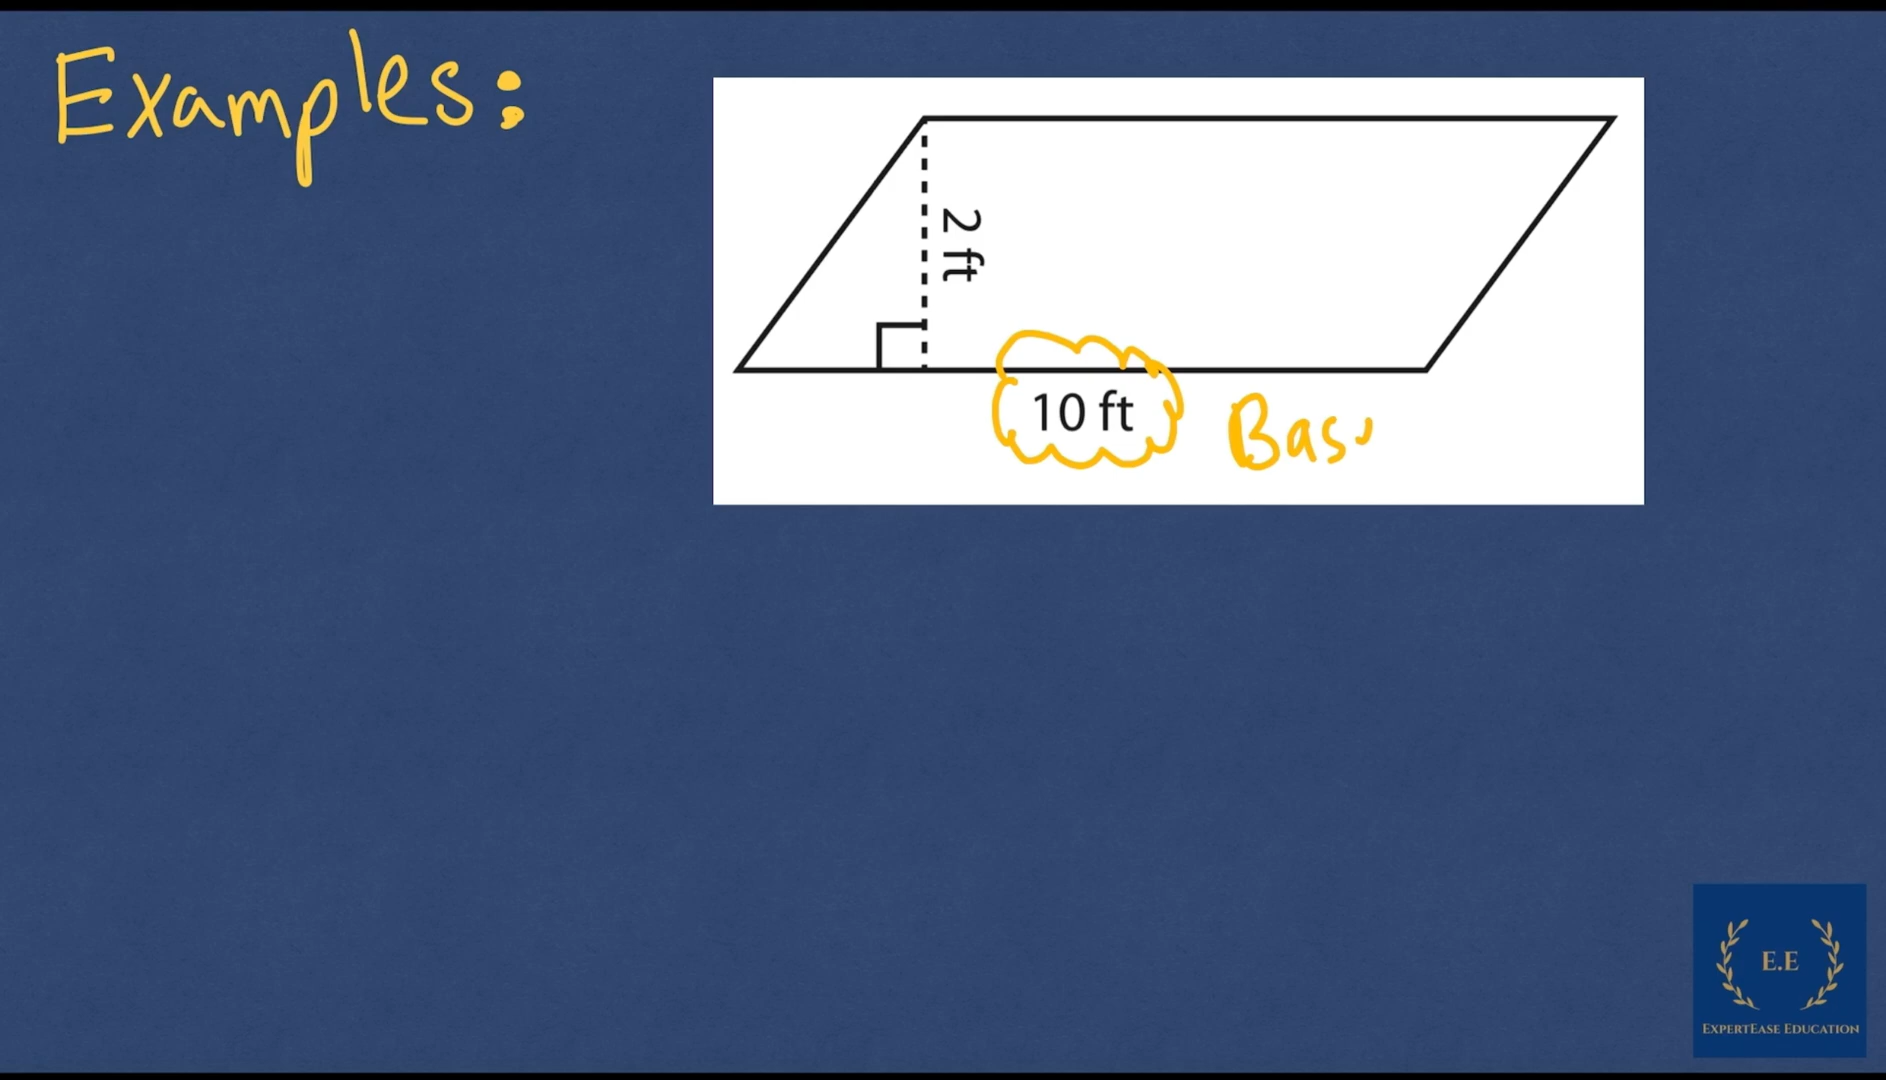 Examples:
2 ft
10 ft
Bas
E.E
EXPERTEASE EDUCATION